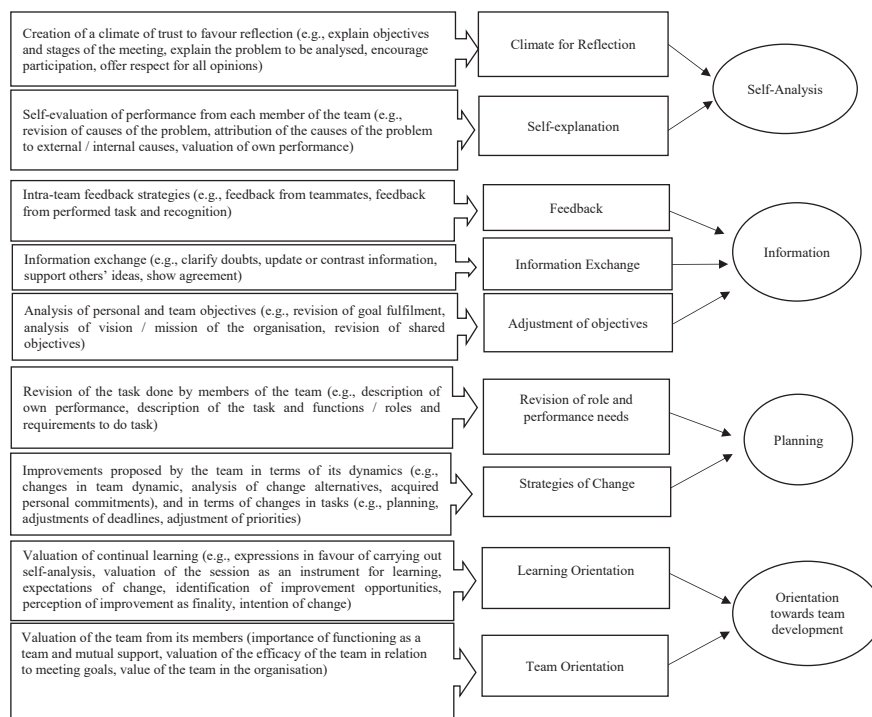 Creation of a climate of trust to favour reflection (e.g., explain objectives
and stages of the meeting, explain the problem to be analysed, encourage
participation, offer respect for all opinions)
Climate for Reflection
Self-Analysis
Self-evaluation of performance from each member of the team (e.g.,
revision of causes of the problem, attribution of the causes of the problem
to external / internal causes, valuation of own performance)
Self-explanation
Intra-team feedback strategies (e.g., feedback from teammates, feedback
from performed task and recognition)
Feedback
Information exchange (e.g., clarify doubts, update or contrast information,
support others’ ideas, show agreement)
Information Exchange
Information
Analysis of personal and team objectives (e.g., revision of goal fulfilment,
analysis of vision / mission of the organisation, revision of shared
objectives)
Adjustment of objectives
Revision of the task done by members of the team (e.g., description of
own performance, description of the task and functions / roles and
requirements to do task)
Revision of role and
performance needs
Planning
Improvements proposed by the team in terms of its dynamics (e.g.,
changes in team dynamic, analysis of change alternatives, acquired
personal commitments), and in terms of changes in tasks (e.g., planning,
adjustments of deadlines, adjustment of priorities)
Strategies of Change
Valuation of continual learning (e.g., expressions in favour of carrying out
self-analysis, valuation of the session as an instrument for learning,
expectations of change, identification of improvement opportunities,
perception of improvement as finality, intention of change)
Learning Orientation
Orientation
towards team
development
Valuation of the team from its members (importance of functioning as a
team and mutual support, valuation of the efficacy of the team in relation
to meeting goals, value of the team in the organisation)
Team Orientation